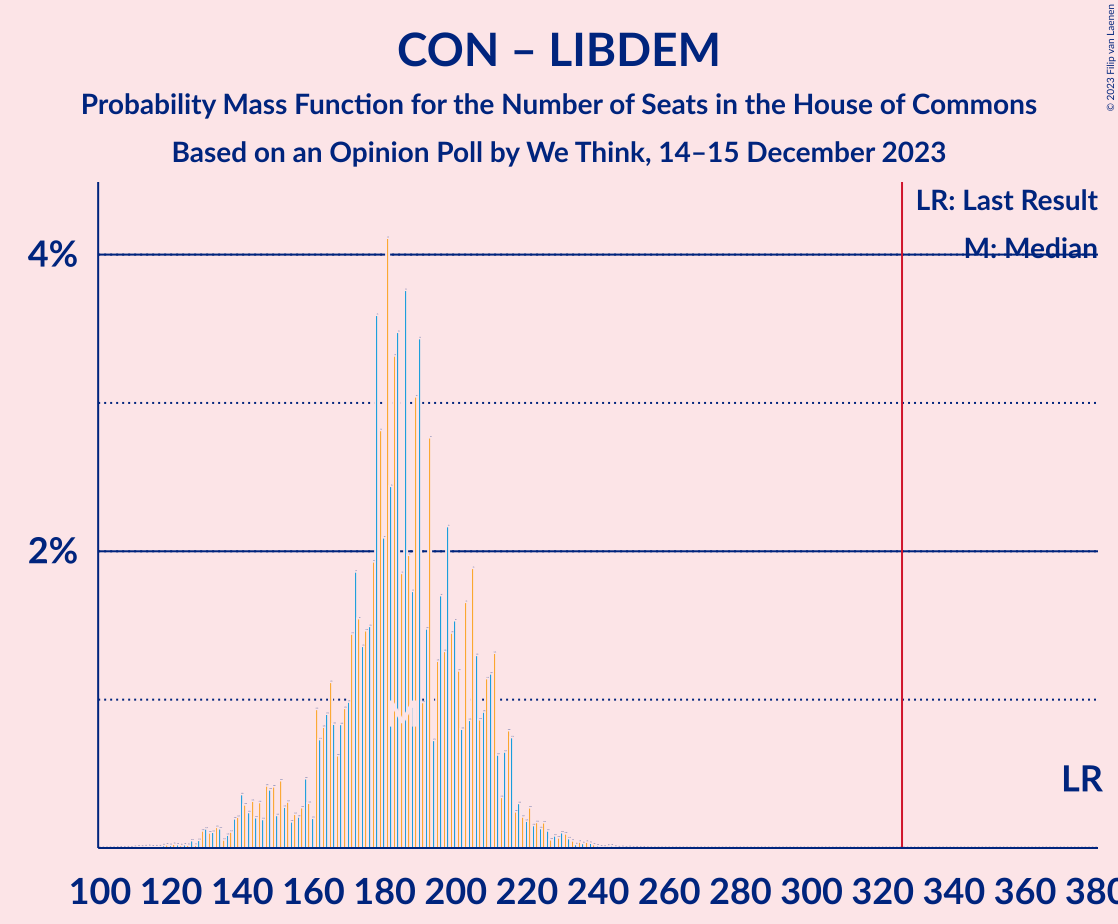 CON – LIBDEM
Probability Mass Function for the Number of Seats in the House of Commons
Based on an Opinion Poll by We Think, 14–15 December 2023
© 2023 Filip van Laenen
LR: Last Result
M: Median
4%
2%
M
LR
100 120 140 160 180 200 220 240 260 280 300 320 340 360 380